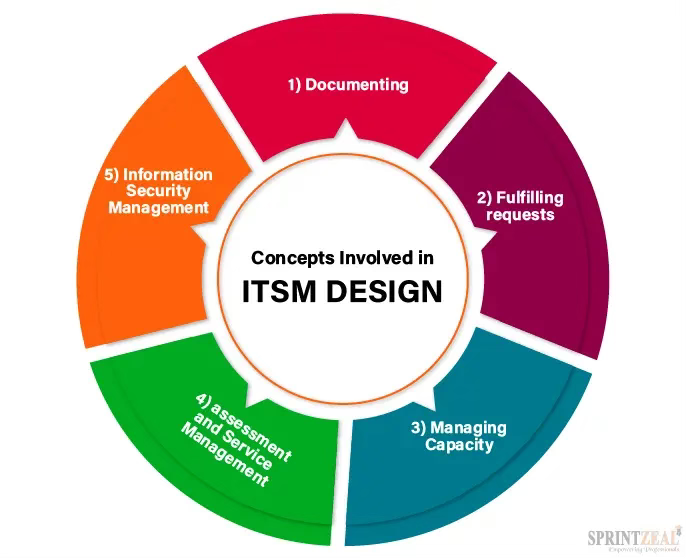 1) Documenting
2) Fulfilling
requests
3) Managing
Capacity
4) assessment
and Service
Management
5) Information
Security
Management
Concepts Involved in
ITSM DESIGN
SPRINTZEAL
Empowering Professionals